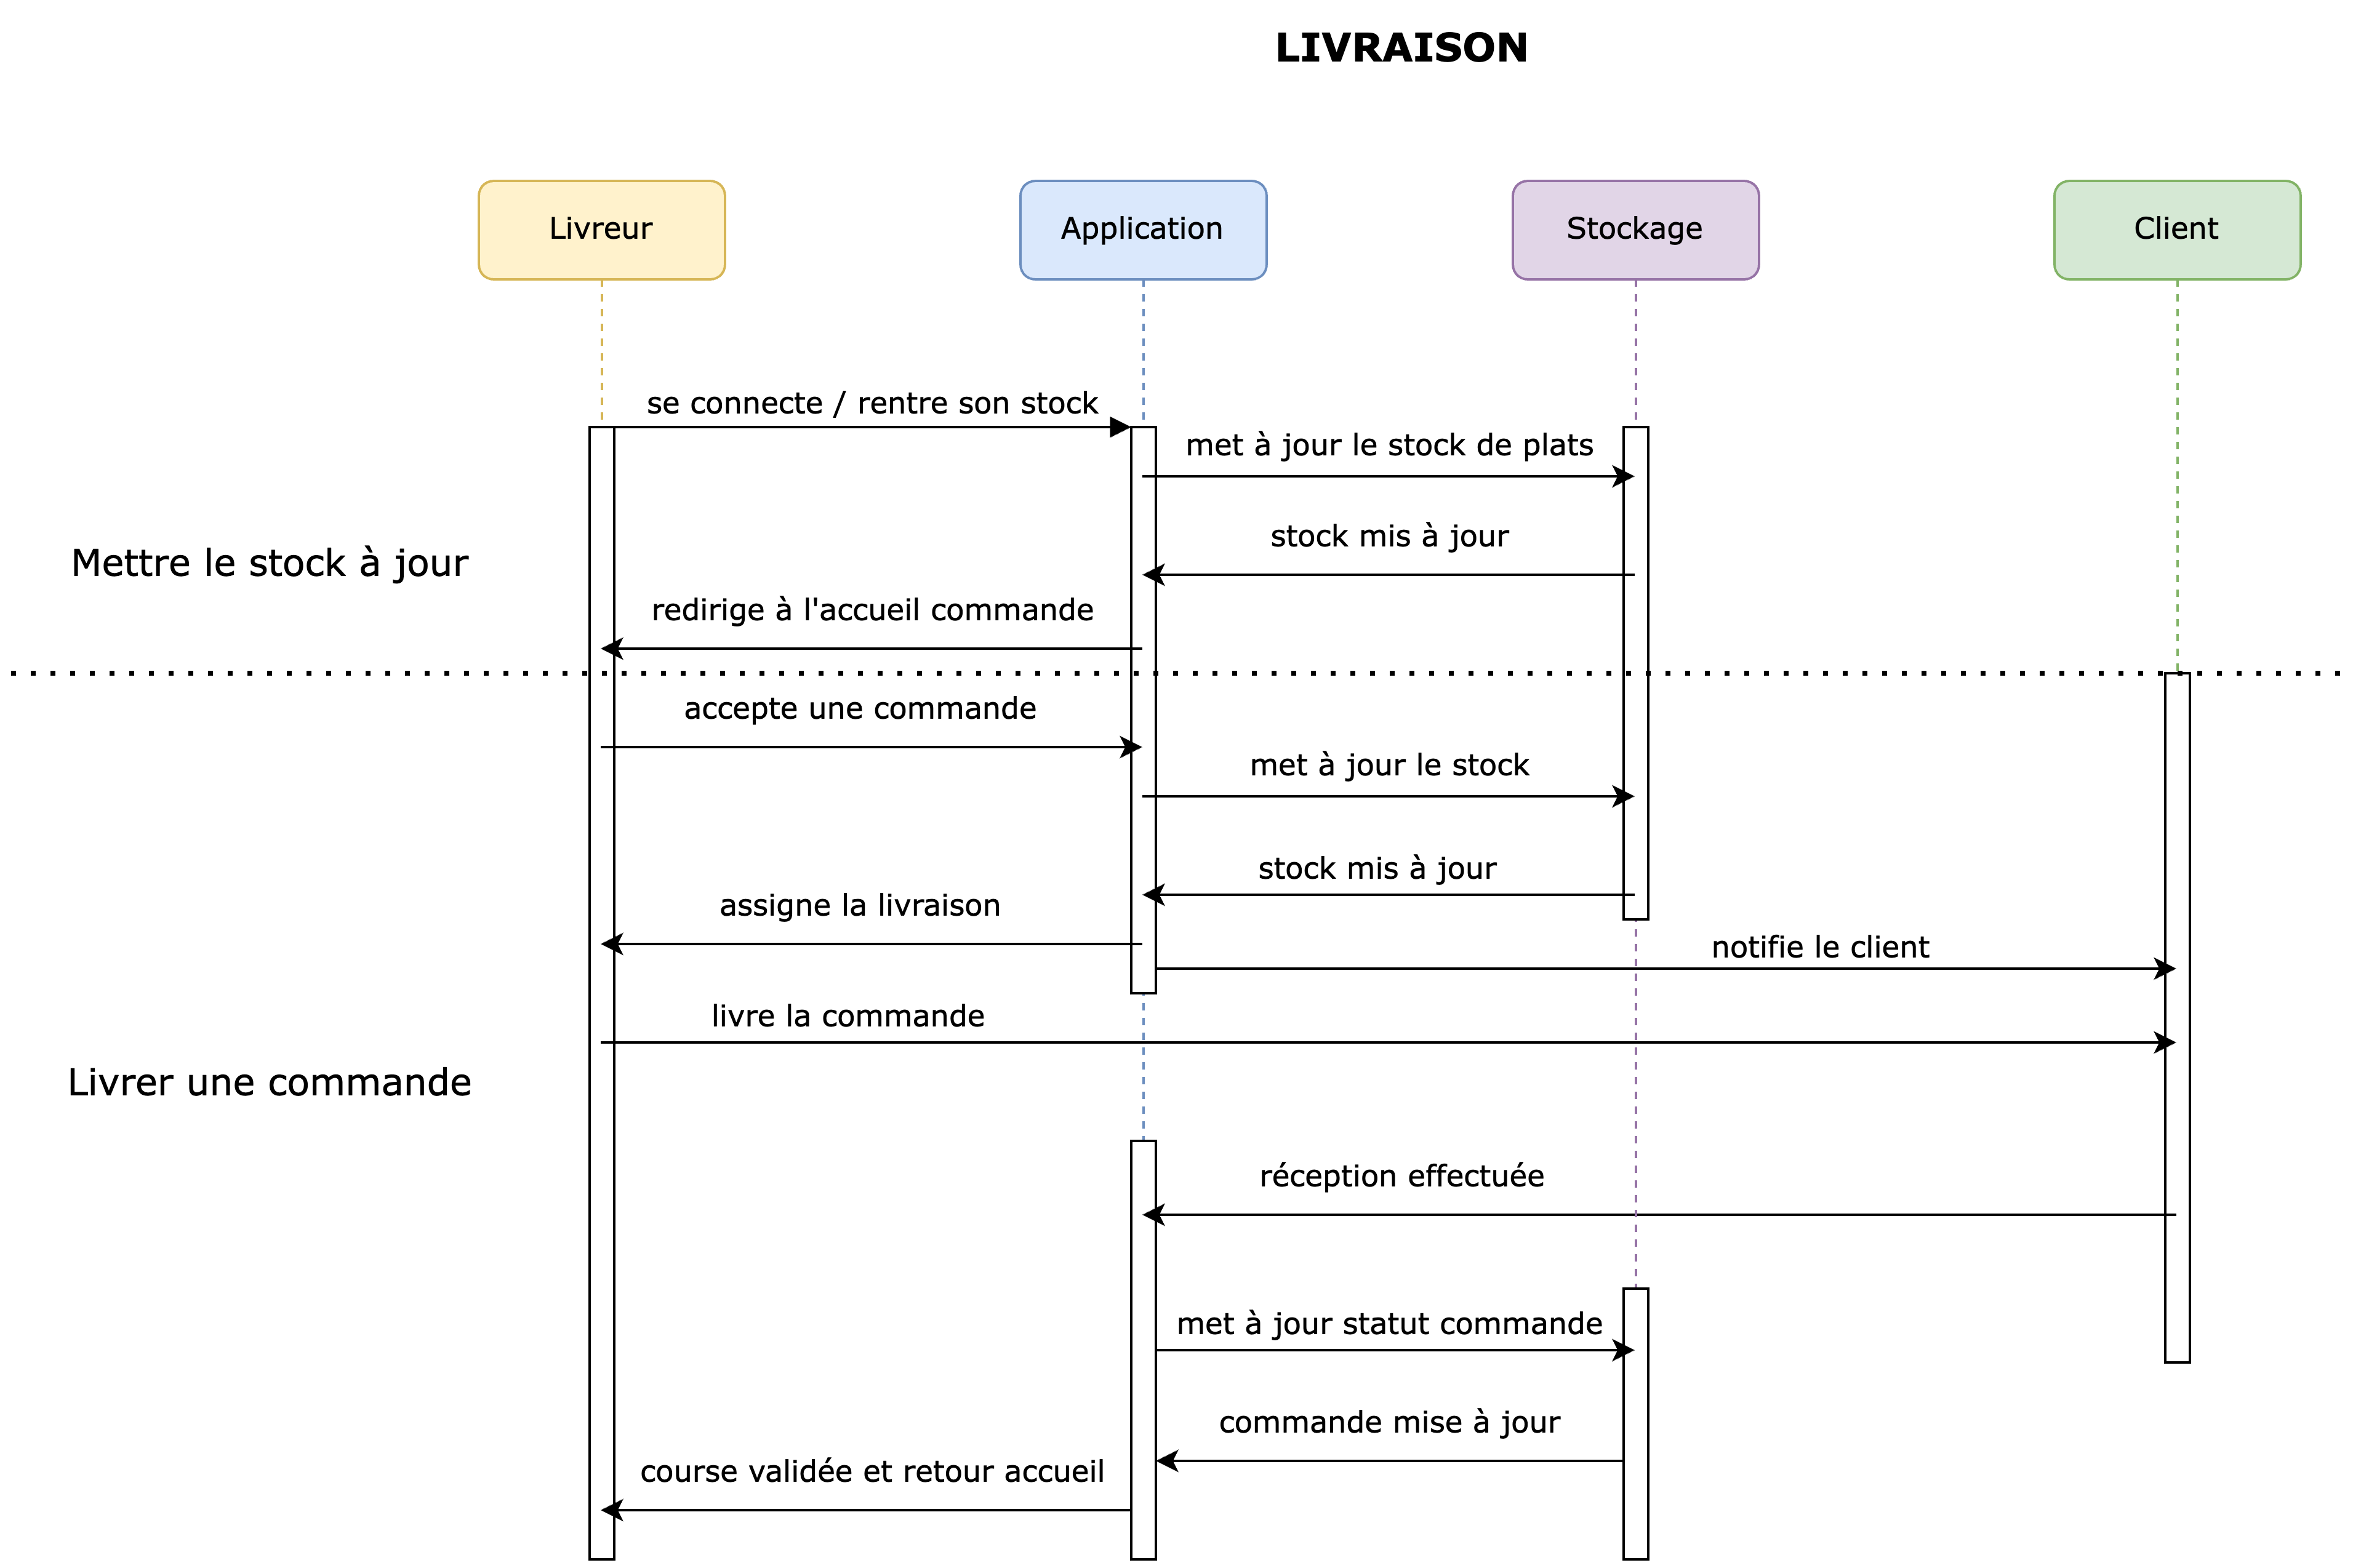 LIVRAISON
Livreur
Application
Stockage
Client
se connecte / rentre son stock
met à jour le stock de plats
stock mis à jour
Mettre le stock à jour
redirige à l'accueil commande
accepte une commande
met à jour le stock
stock mis à jour
assigne la livraison
notifie le client
livre la commande
Livrer une commande
réception effectuée
met à jour statut commande
commande mise à jour
course validée et retour accueil